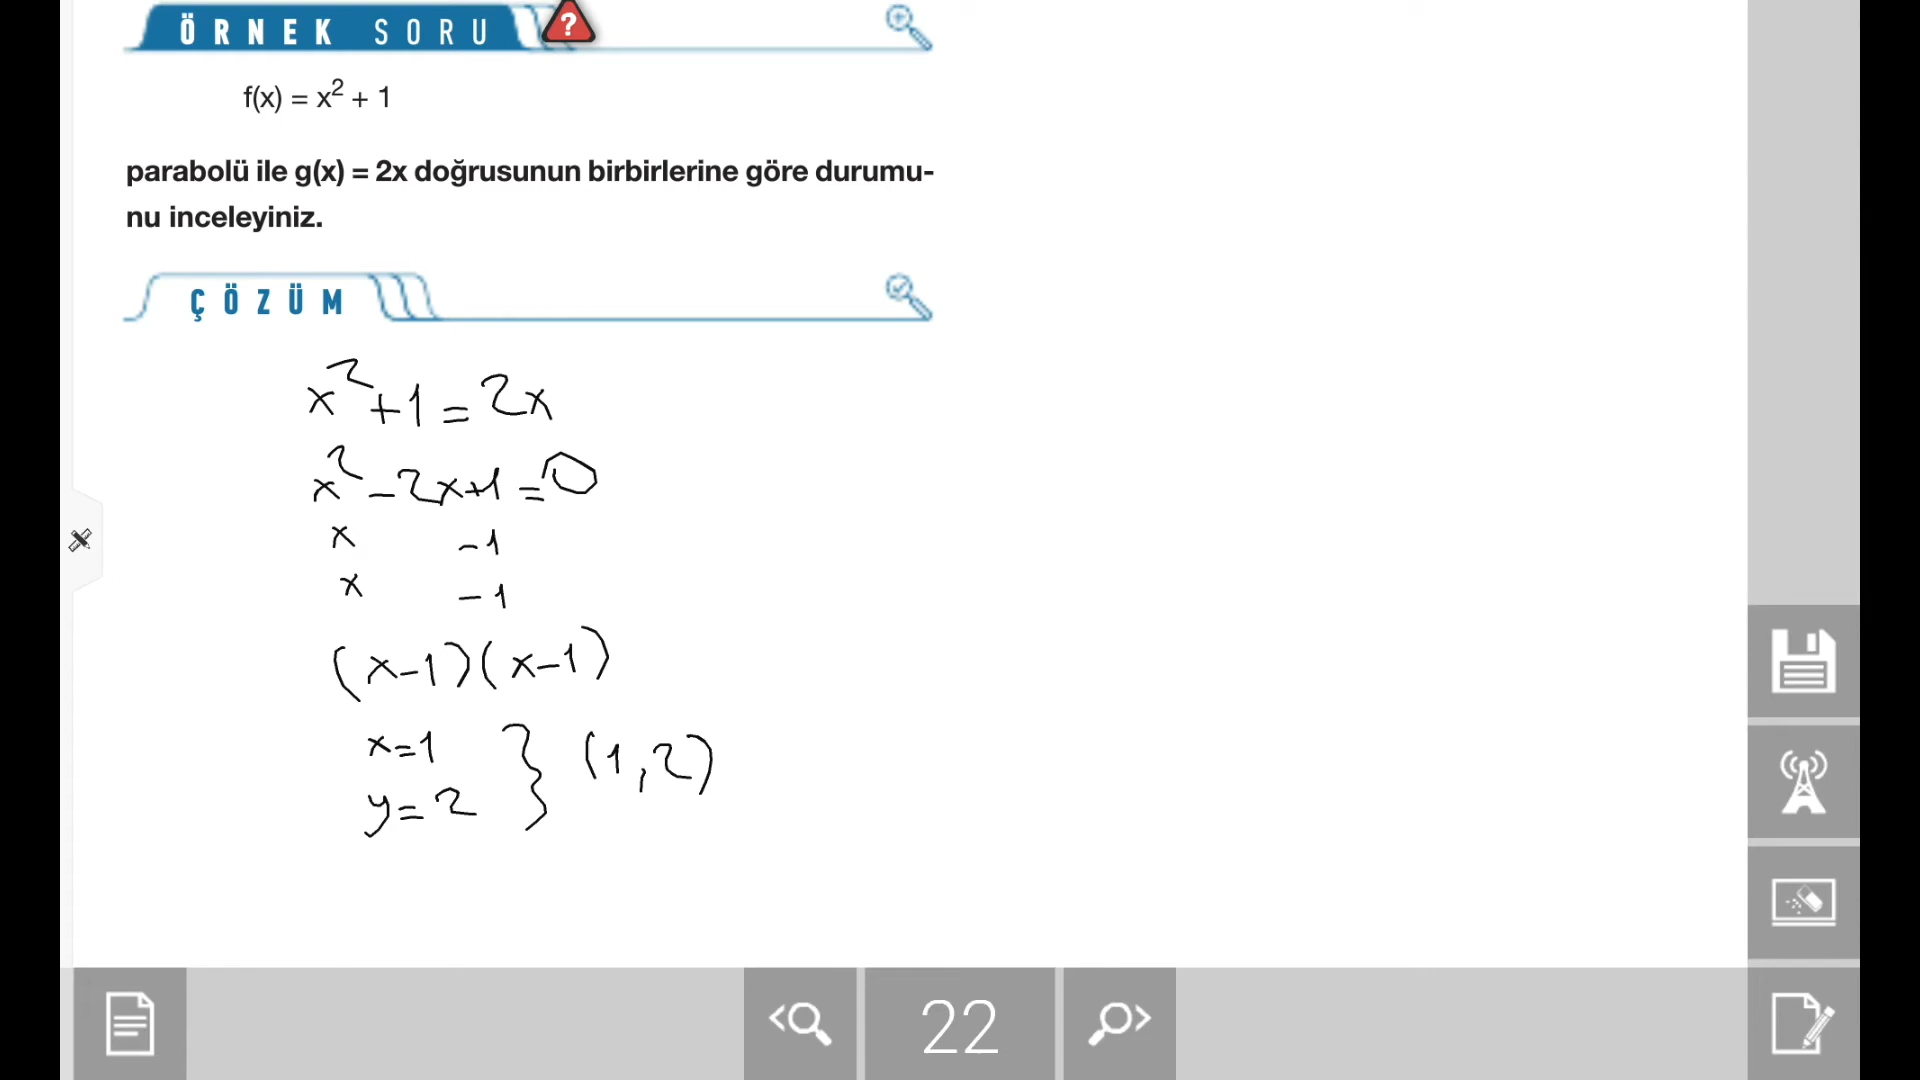 ÖRNEK SORU ?
f(x) = x² + 1
parabolü ile g(x) = 2x doğrusunun birbirlerine göre durumu-
nu inceleyiniz.
ÇÖZÜM
x²+1=2x
x²-2x+1=0
x -1
x -1
(x-1)(x-1)
x=1
y=2 } (1,2)
22